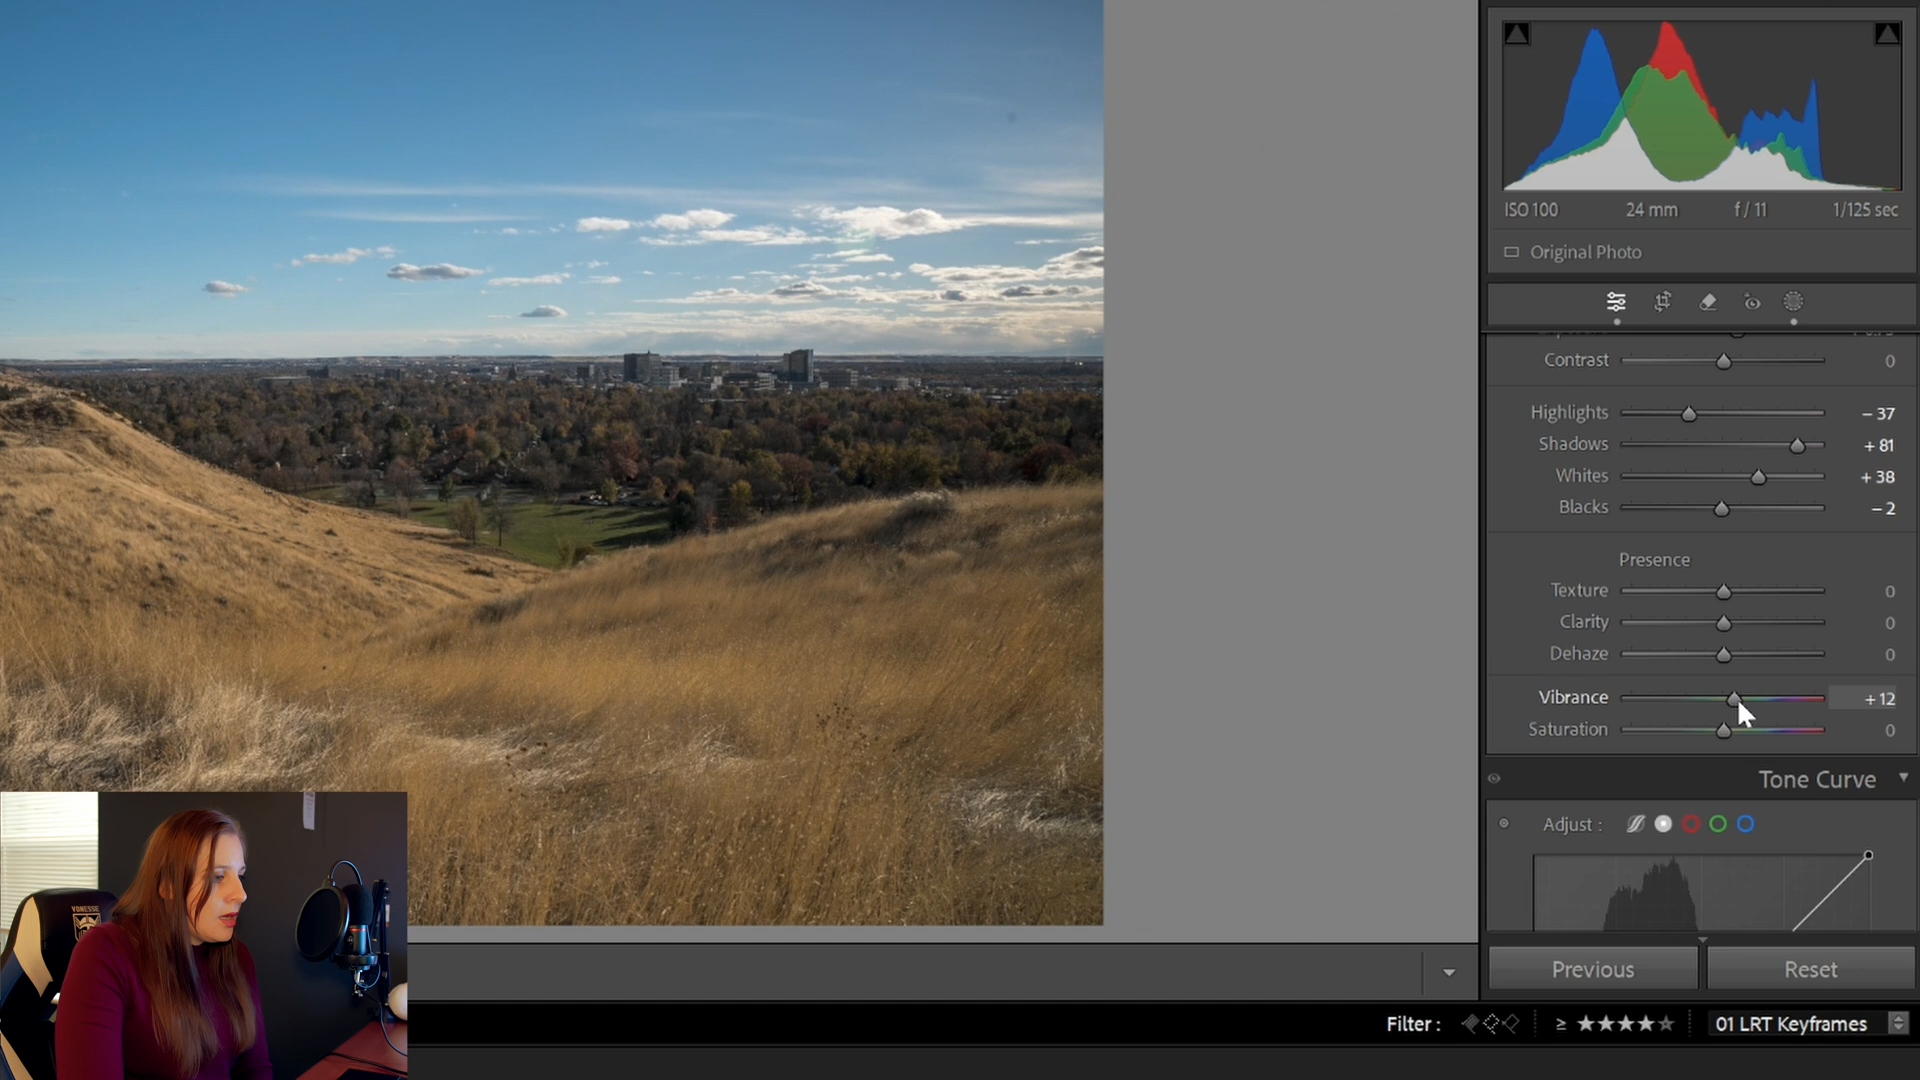 ISO 100 24 mm f / 11 1/125 sec
Original Photo
Contrast 0
Highlights – 37
Shadows + 81
Whites + 38
Blacks – 2
Presence
Texture 0
Clarity 0
Dehaze 0
Vibrance + 12
Saturation 0
Tone Curve
Adjust :
Previous Reset
Filter : ≥ ★★★★★ 01 LRT Keyframes